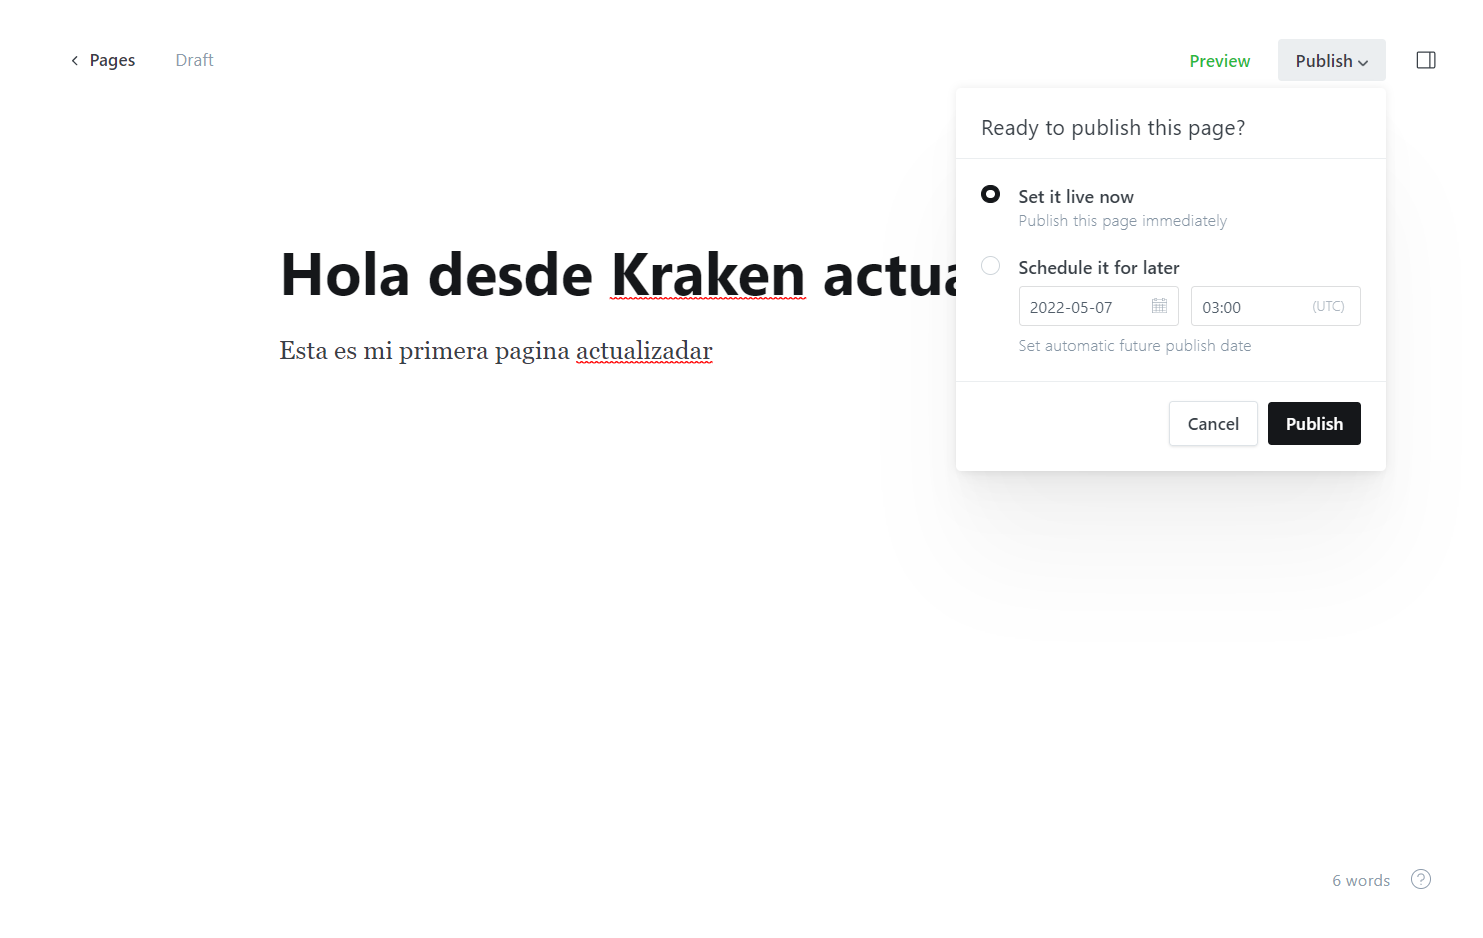 Pages
Draft
Preview
Publish
Ready to publish this page?
Set it live now
Publish this page immediately
Schedule it for later
2022-05-07
03:00 (UTC)
Set automatic future publish date
Cancel
Publish
Hola desde Kraken
Esta es mi primera pagina actualizadar
6 words